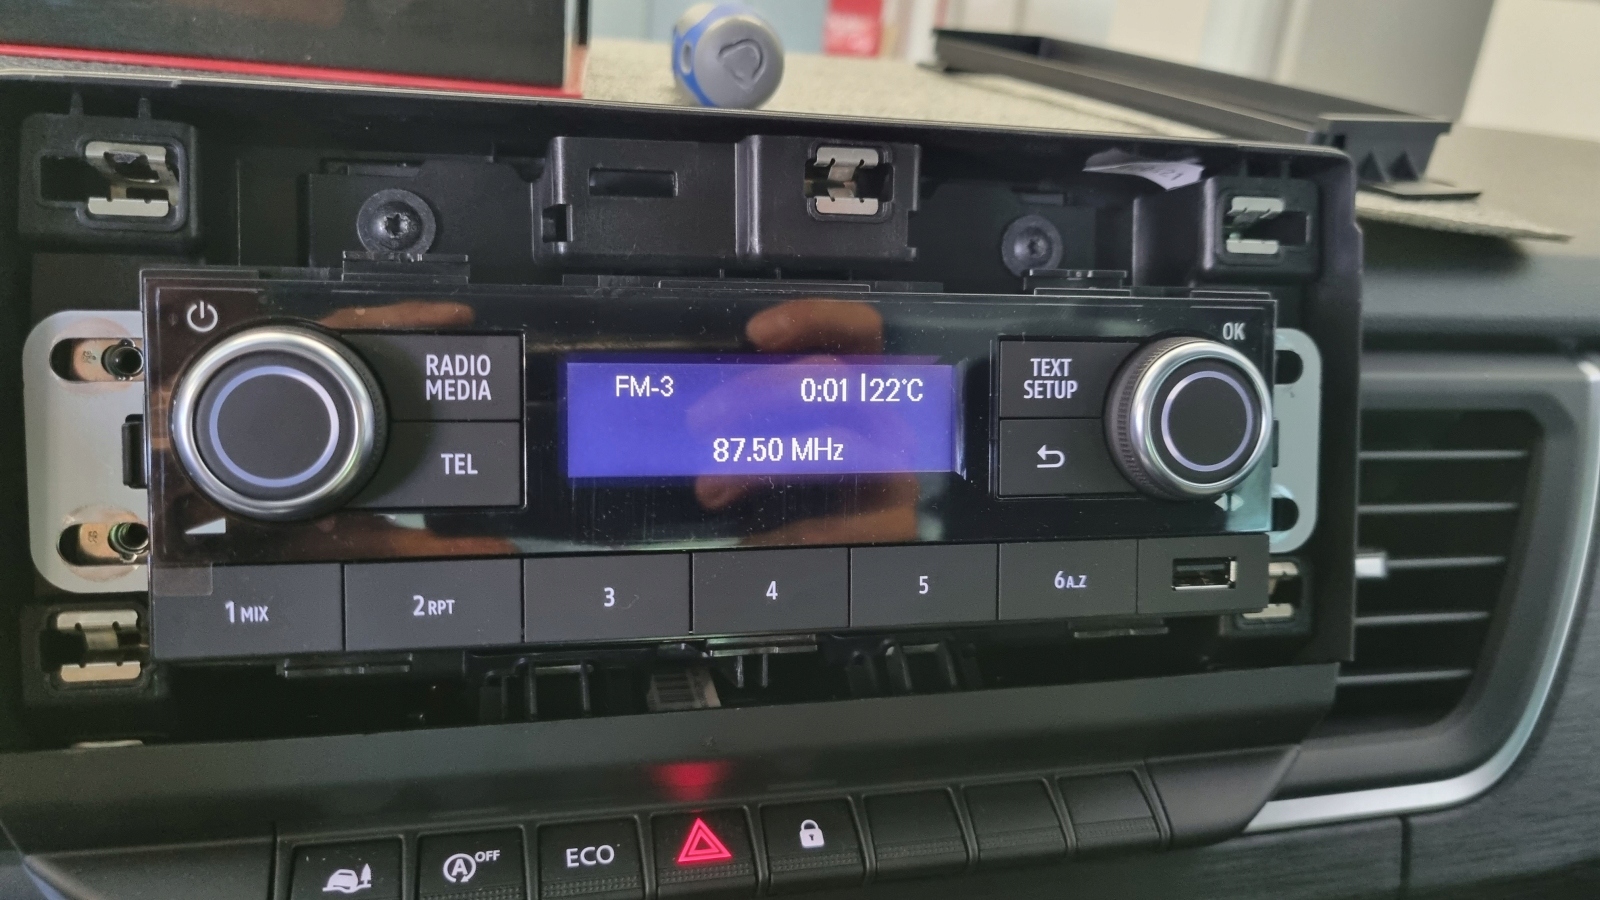 OK
RADIO
MEDIA
TEL
FM-3
0:01 |22°C
87.50 MHz
TEXT
SETUP
1 MIX
2 RPT
3
4
5
6 A..Z
A OFF
ECO